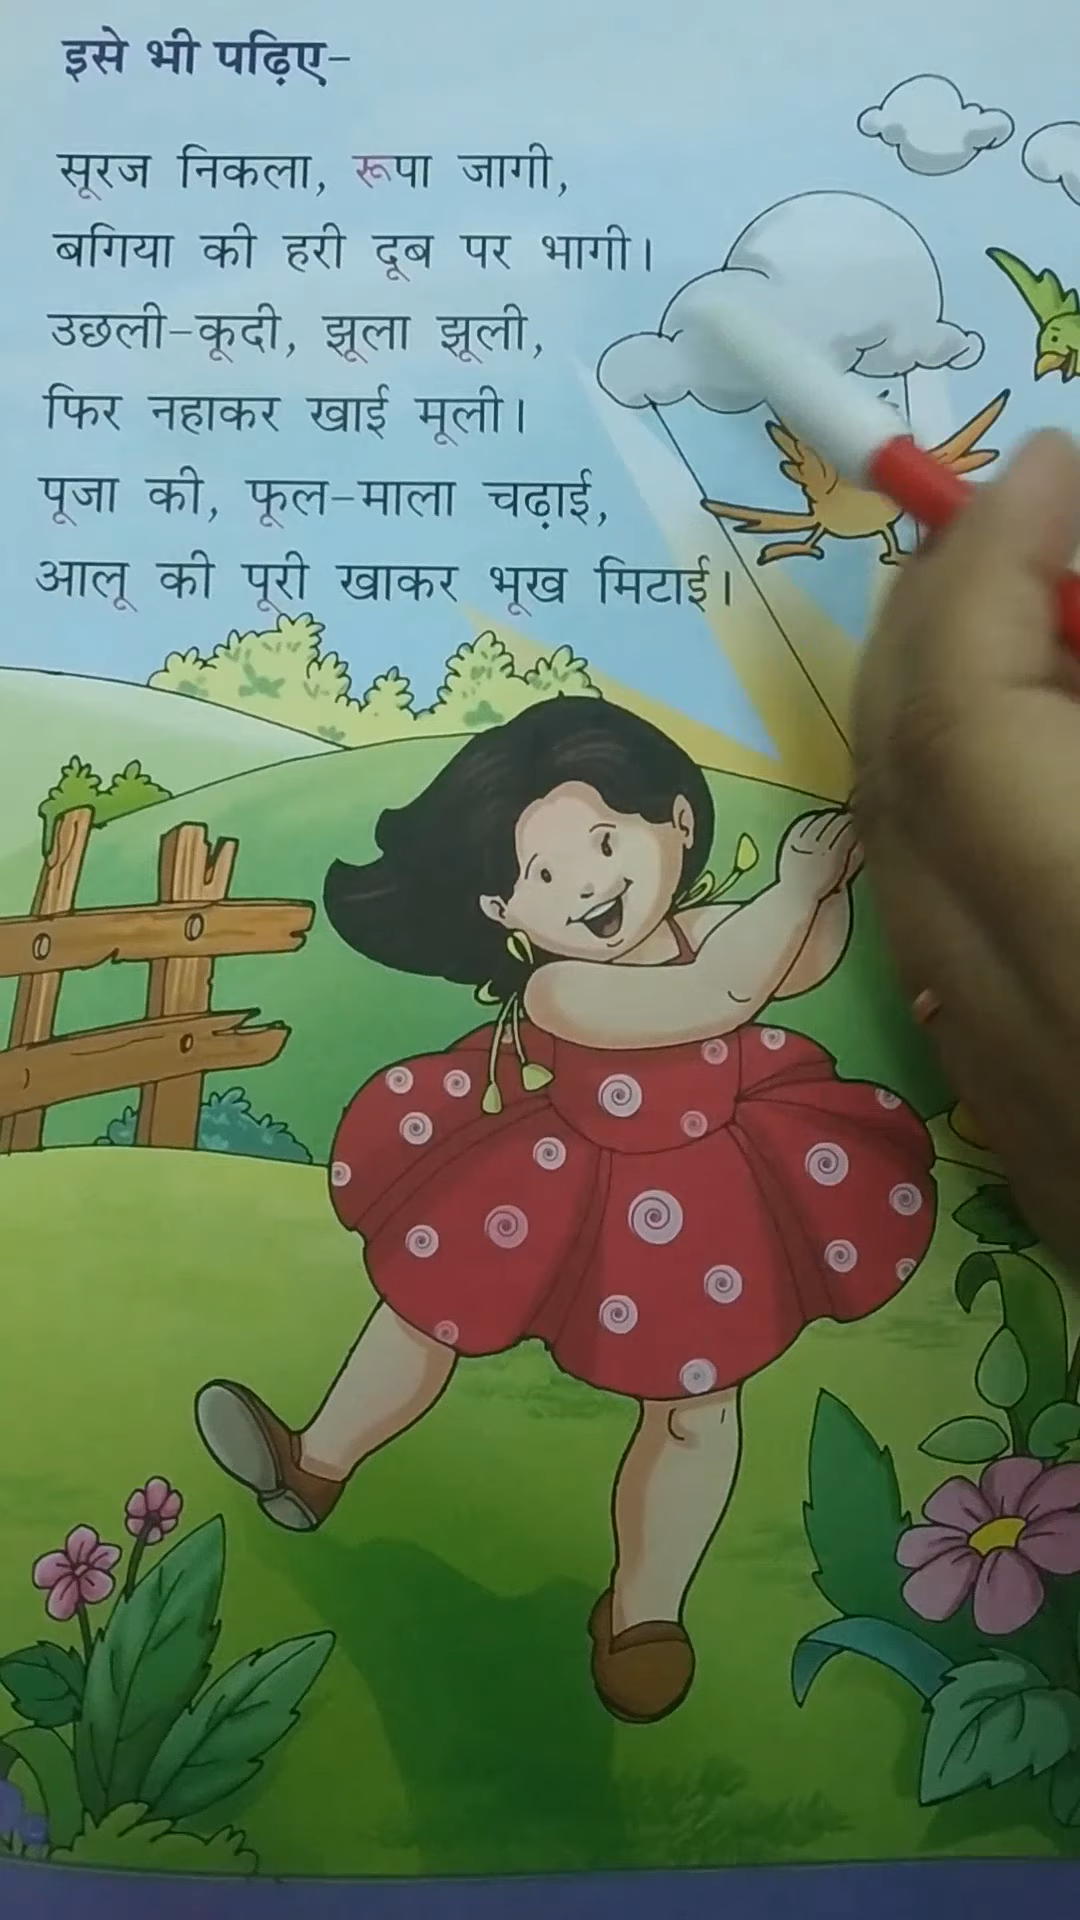 इसे भी पढ़िए-
सूरज निकला, रूपा जागी,
बगिया की हरी दूब पर भागी।
उछली-कूदी, झूला झूली,
फिर नहाकर खाई मूली।
पूजा की, फूल-माला चढ़ाई,
आलू की पूरी खाकर भूख मिटाई।